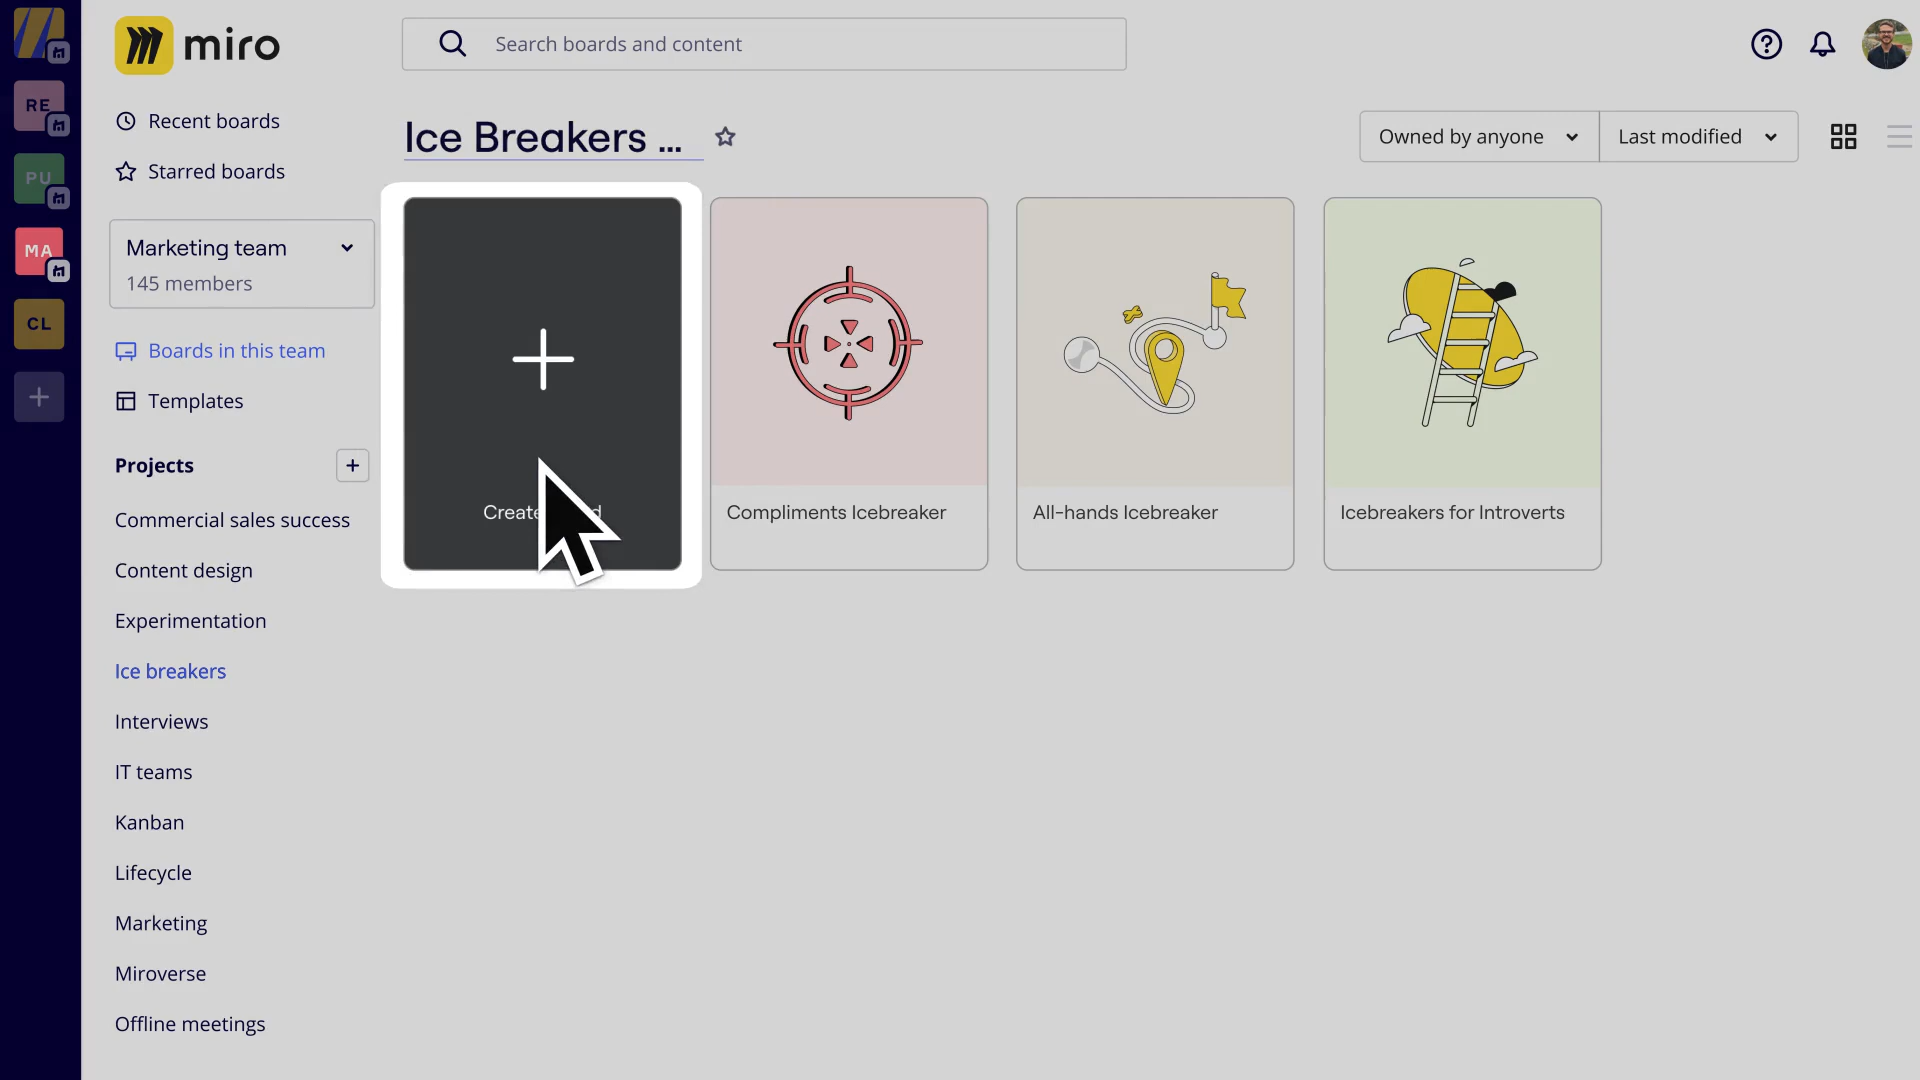 miro
Search boards and content
RE
PU
MA
CL
Recent boards
Starred boards
Marketing team
145 members
Boards in this team
Templates
Projects
Commercial sales success
Content design
Experimentation
Ice breakers
Interviews
IT teams
Kanban
Lifecycle
Marketing
Miroverse
Offline meetings
Ice Breakers ...
Owned by anyone
Last modified
Create
Compliments Icebreaker
All-hands Icebreaker
Icebreakers for Introverts